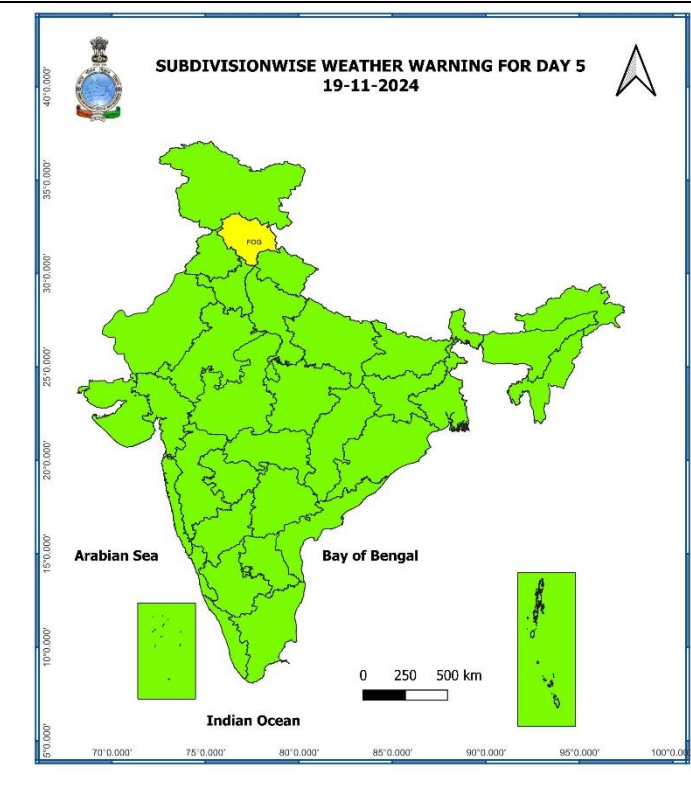 SUBDIVISIONWISE WEATHER WARNING FOR DAY 5
19-11-2024
40°0.000'
35°0.000'
FOG
30°0.000'
25°0.000'
20°0.000'
15°0.000'
Arabian Sea
Bay of Bengal
10°0.000'
0 250 500 km
Indian Ocean
5°0.000'
70°0.000' 75°0.000' 80°0.000' 85°0.000' 90°0.000' 95°0.000' 100°0.00